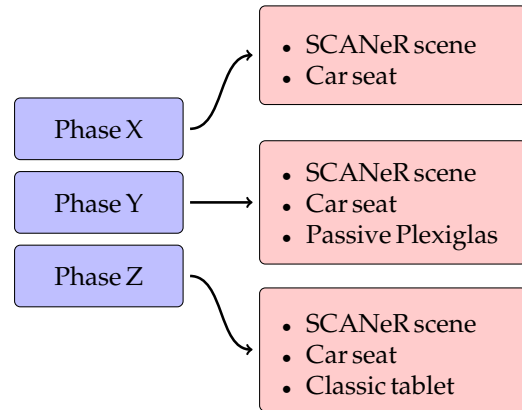 Phase X
• SCANeR scene
• Car seat
Phase Y
• SCANeR scene
• Car seat
• Passive Plexiglas
Phase Z
• SCANeR scene
• Car seat
• Classic tablet